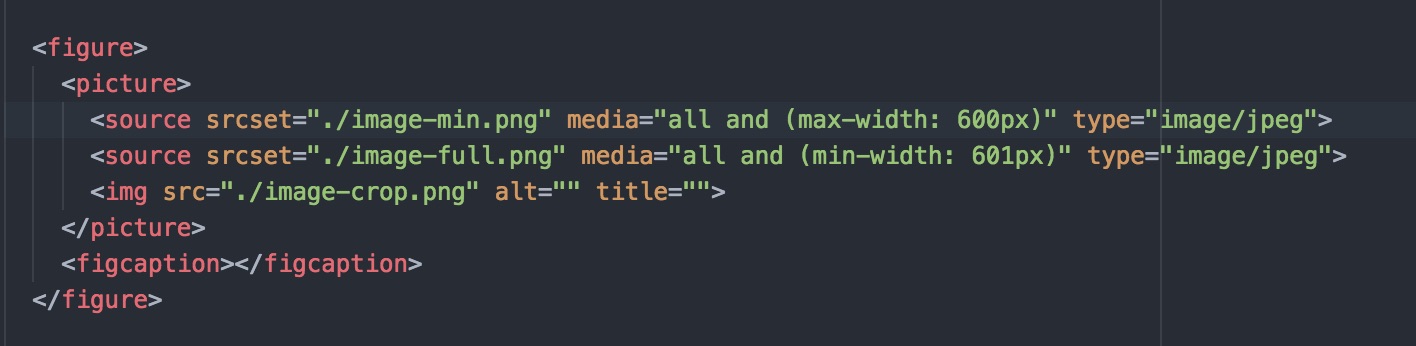 <figure>
<picture>
<source srcset="./image-min.png" media="all and (max-width: 600px)" type="image/jpeg">
<source srcset="./image-full.png" media="all and (min-width: 601px)" type="image/jpeg">
<img src="./image-crop.png" alt="" title="">
</picture>
<figcaption></figcaption>
</figure>